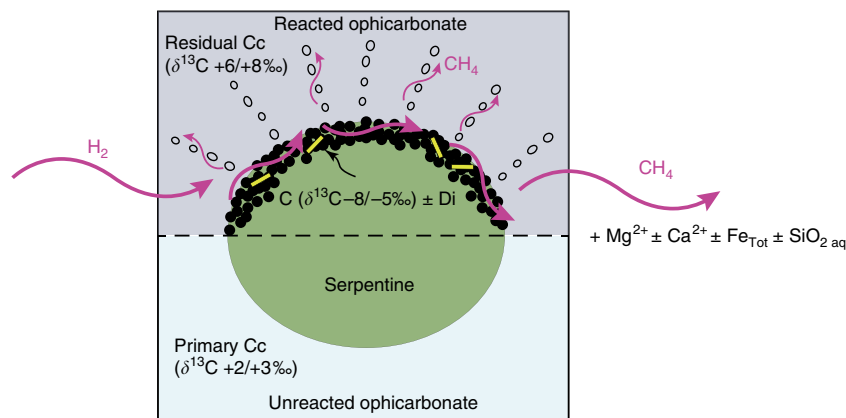 Reacted ophicarbonate
Residual Cc
(δ¹³C +6/+8‰)
CH₄
H₂
C (δ¹³C−8/−5‰) ± Di
CH₄
+ Mg²⁺ ± Ca²⁺ ± Fe_Tot ± SiO₂ aq
Serpentine
Primary Cc
(δ¹³C +2/+3‰)
Unreacted ophicarbonate